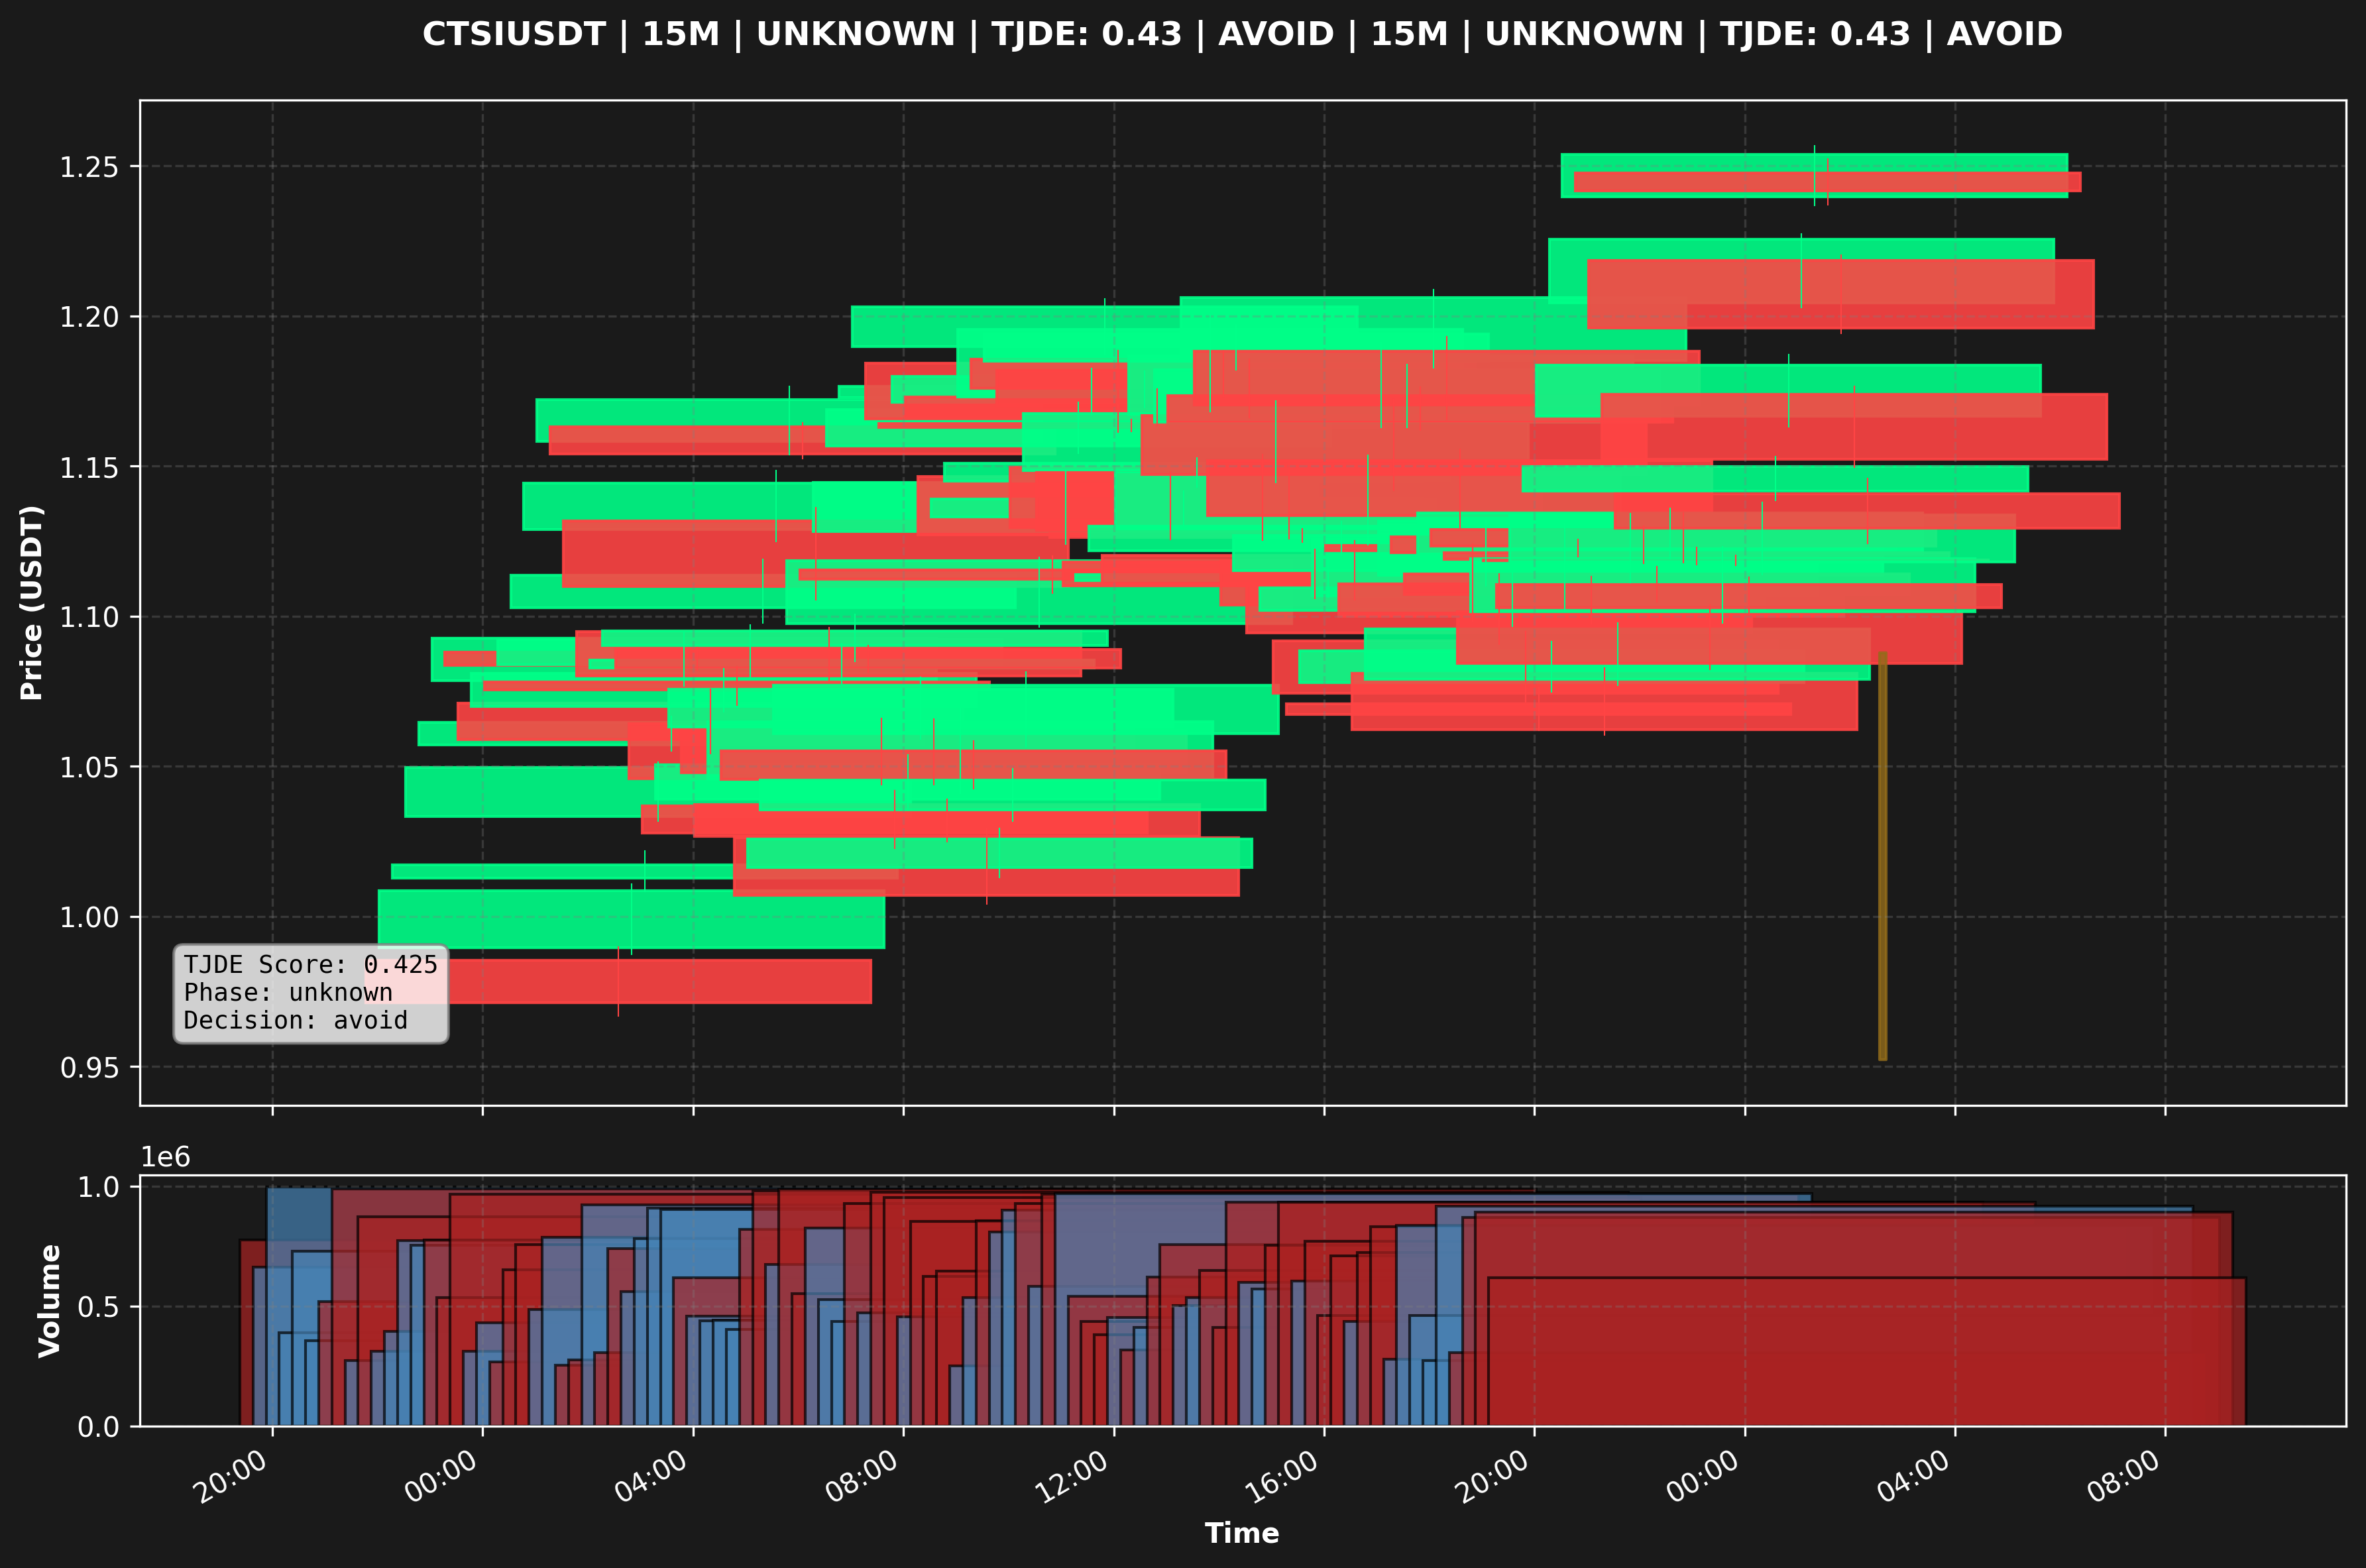 CTSIUSDT | 15M | UNKNOWN | TJDE: 0.43 | AVOID | 15M | UNKNOWN | TJDE: 0.43 | AVOID
1.25
1.20
1.15
1.10
1.05
1.00
0.95
Price (USDT)
TJDE Score: 0.425
Phase: unknown
Decision: avoid
1e6
1.0
0.5
0.0
Volume
20:00
00:00
04:00
08:00
12:00
16:00
20:00
00:00
04:00
08:00
Time